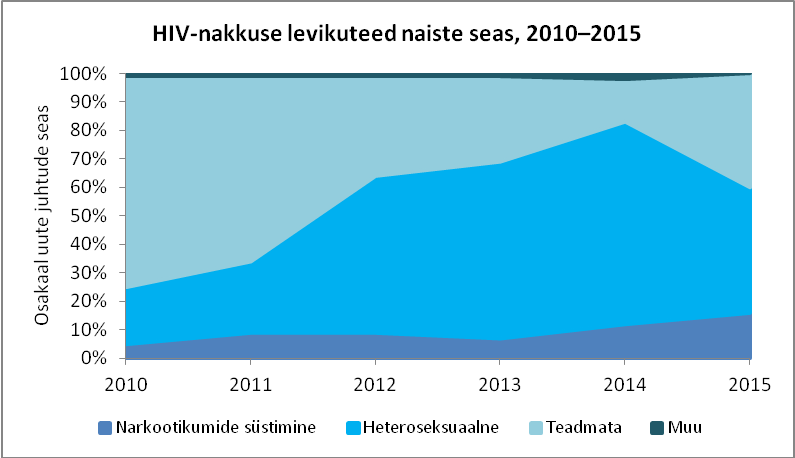 HIV-nakkuse levikuteed naiste seas, 2010–2015
Osakaal uute juhtude seas
100%
90%
80%
70%
60%
50%
40%
30%
20%
10%
0%
2010 2011 2012 2013 2014 2015
Narkootikumide süstimine Heteroseksuaalne Teadmata Muu